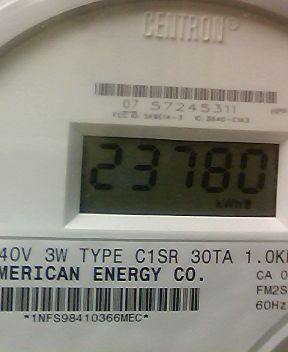 CENTRON®
07 57245311
23780
kWh
40V 3W TYPE C1SR 30TA 1.0K
MERICAN ENERGY CO.
CA 0
FM2S
60Hz
*1NFS98410366MEC*